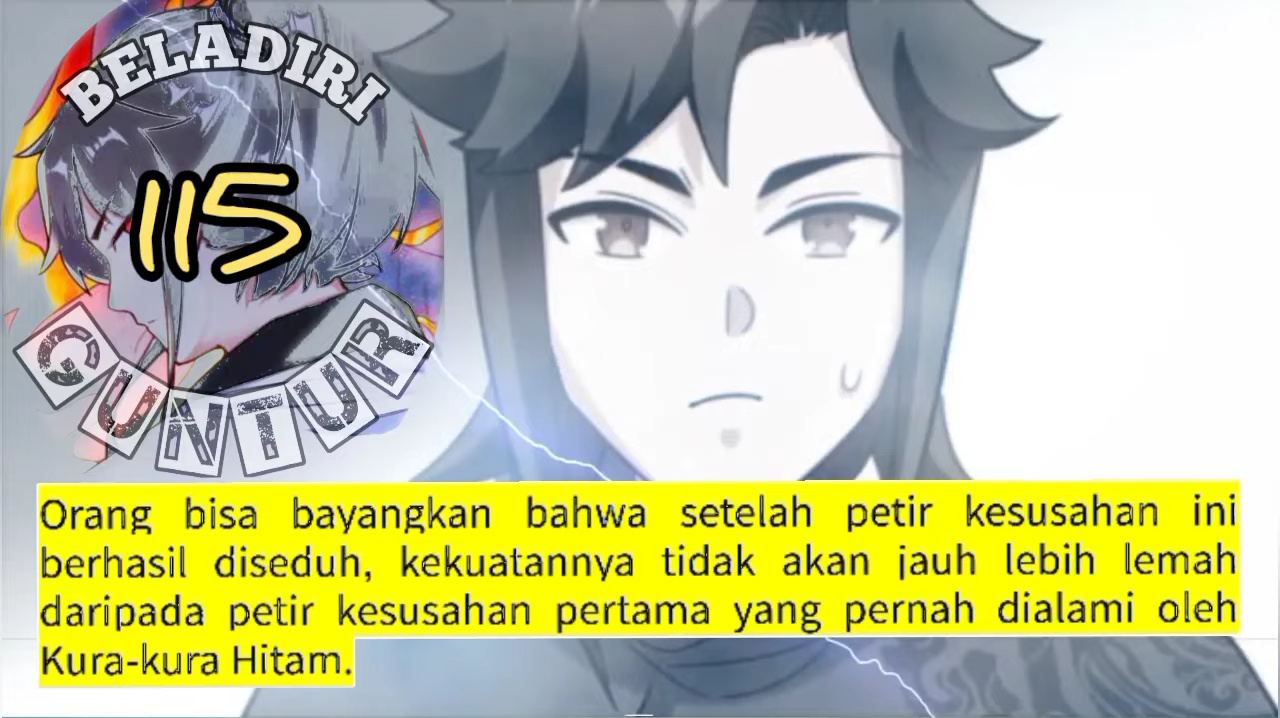 BELADIRI
115
GUNTUR
Orang bisa bayangkan bahwa setelah petir kesusahan ini
berhasil diseduh, kekuatannya tidak akan jauh lebih lemah
daripada petir kesusahan pertama yang pernah dialami oleh
Kura-kura Hitam.